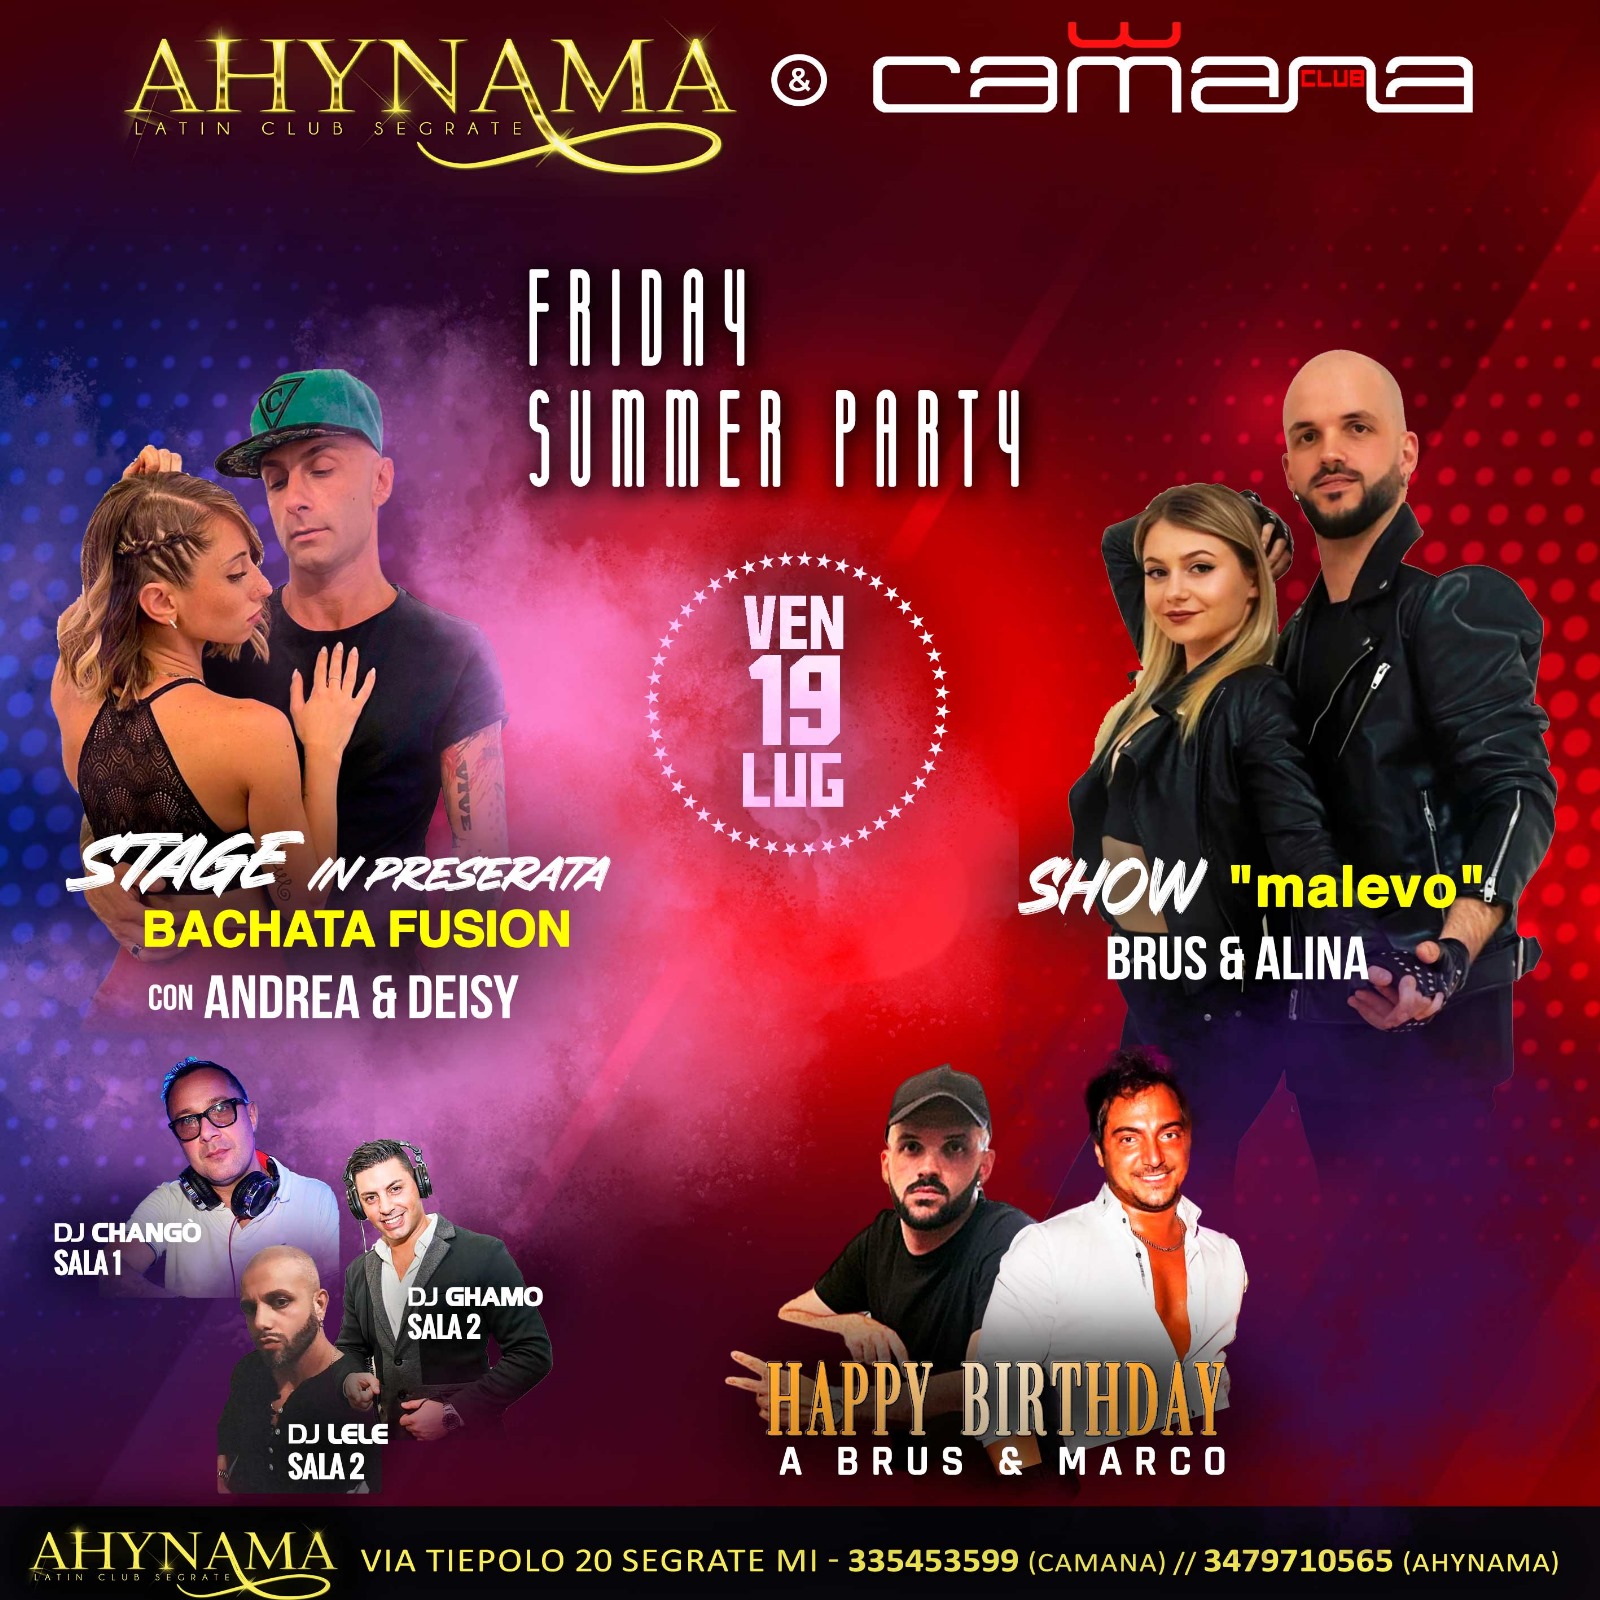 AHYNAMA
LATIN CLUB SEGRATE
&
camana
CLUB
FRIDAY
SUMMER PARTY
C
VEN
19
LUG
VIVE
STAGE IN PRESERATA
BACHATA FUSION
CON ANDREA & DEISY
SHOW "malevo"
BRUS & ALINA
DJ CHANGÒ
SALA 1
DJ GHAMO
SALA 2
DJ LELE
SALA 2
HAPPY BIRTHDAY
A BRUS & MARCO
AHYNAMA
LATIN CLUB SEGRATE
VIA TIEPOLO 20 SEGRATE MI - 335453599 (CAMANA) // 3479710565 (AHYNAMA)